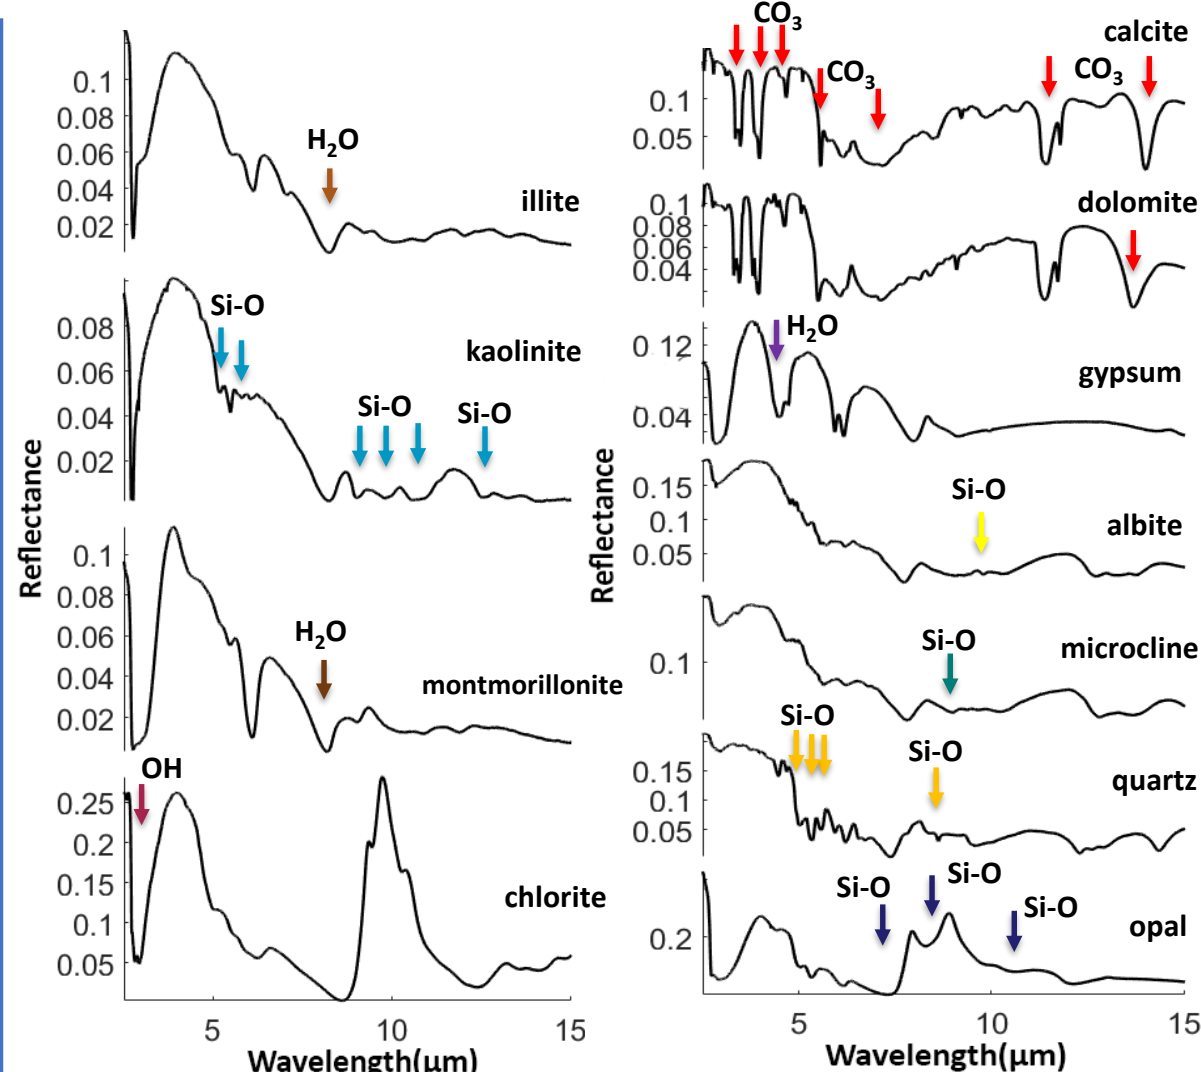 Reflectance
0.1
0.08
0.06
0.04
0.02
H2O
illite
0.08
0.06
0.04
0.02
Si-O
kaolinite
Si-O
Si-O
0.1
0.08
0.06
0.04
0.02
H2O
montmorillonite
0.25
0.2
0.15
0.1
0.05
OH
chlorite
5
10
15
Wavelength(μm)
Reflectance
CO3
calcite
0.1
0.05
CO3
CO3
0.1
0.08
0.06
0.04
dolomite
0.12
0.04
H2O
gypsum
0.15
0.1
0.05
Si-O
albite
0.1
Si-O
microcline
Si-O
0.15
0.1
0.05
Si-O
quartz
0.2
Si-O
Si-O
Si-O
opal
5
10
15
Wavelength(μm)